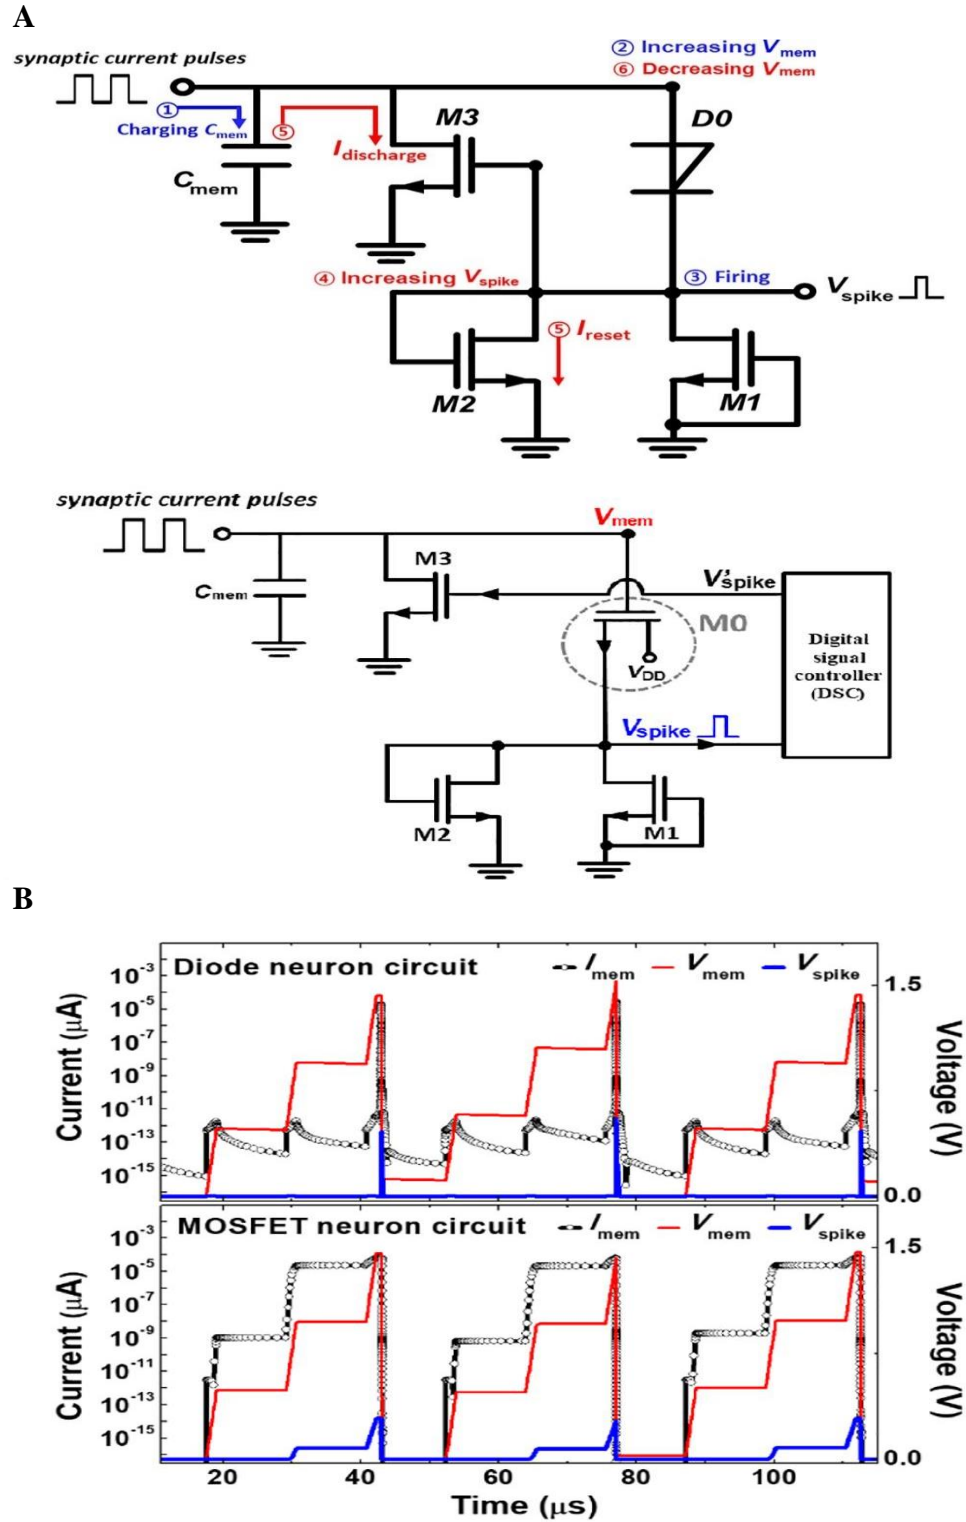 A
synaptic current pulses
② Increasing Vmem
⑥ Decreasing Vmem
①
Charging Cmem
⑤
Idischarge
M3
D0
Cmem
④ Increasing Vspike
③ Firing
Vspike
⑤ Ireset
M2
M1
synaptic current pulses
Vmem
M3
V'spike
Cmem
M0
VDD
Digital
signal
controller
(DSC)
Vspike
M2
M1
B
Diode neuron circuit
Imem
Vmem
Vspike
10-3
10-5
10-7
10-9
10-11
10-13
10-15
Current (μA)
1.5
0.0
Voltage (V)
MOSFET neuron circuit
Imem
Vmem
Vspike
10-3
10-5
10-7
10-9
10-11
10-13
10-15
Current (μA)
1.5
0.0
Voltage (V)
20 40 60 80 100
Time (μs)